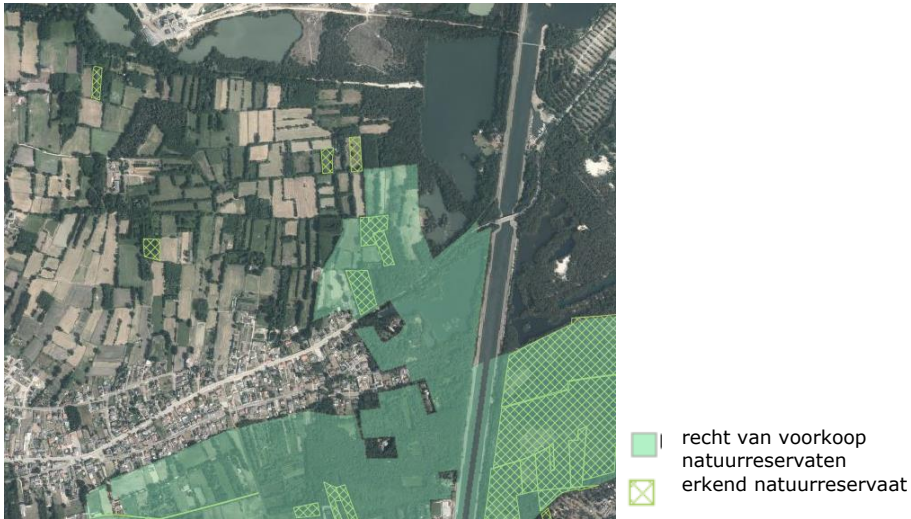 recht van voorkoop
natuurreservaten
erkend natuurreservaat